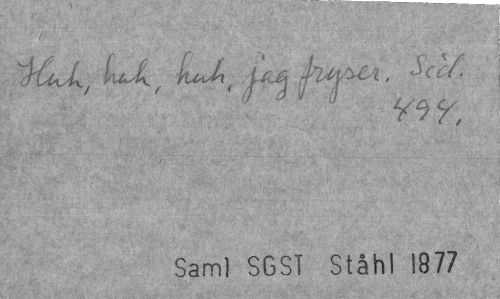 Huh, huh, huh, jag fryser. Sid.
494.
Saml SGST Ståhl 1877